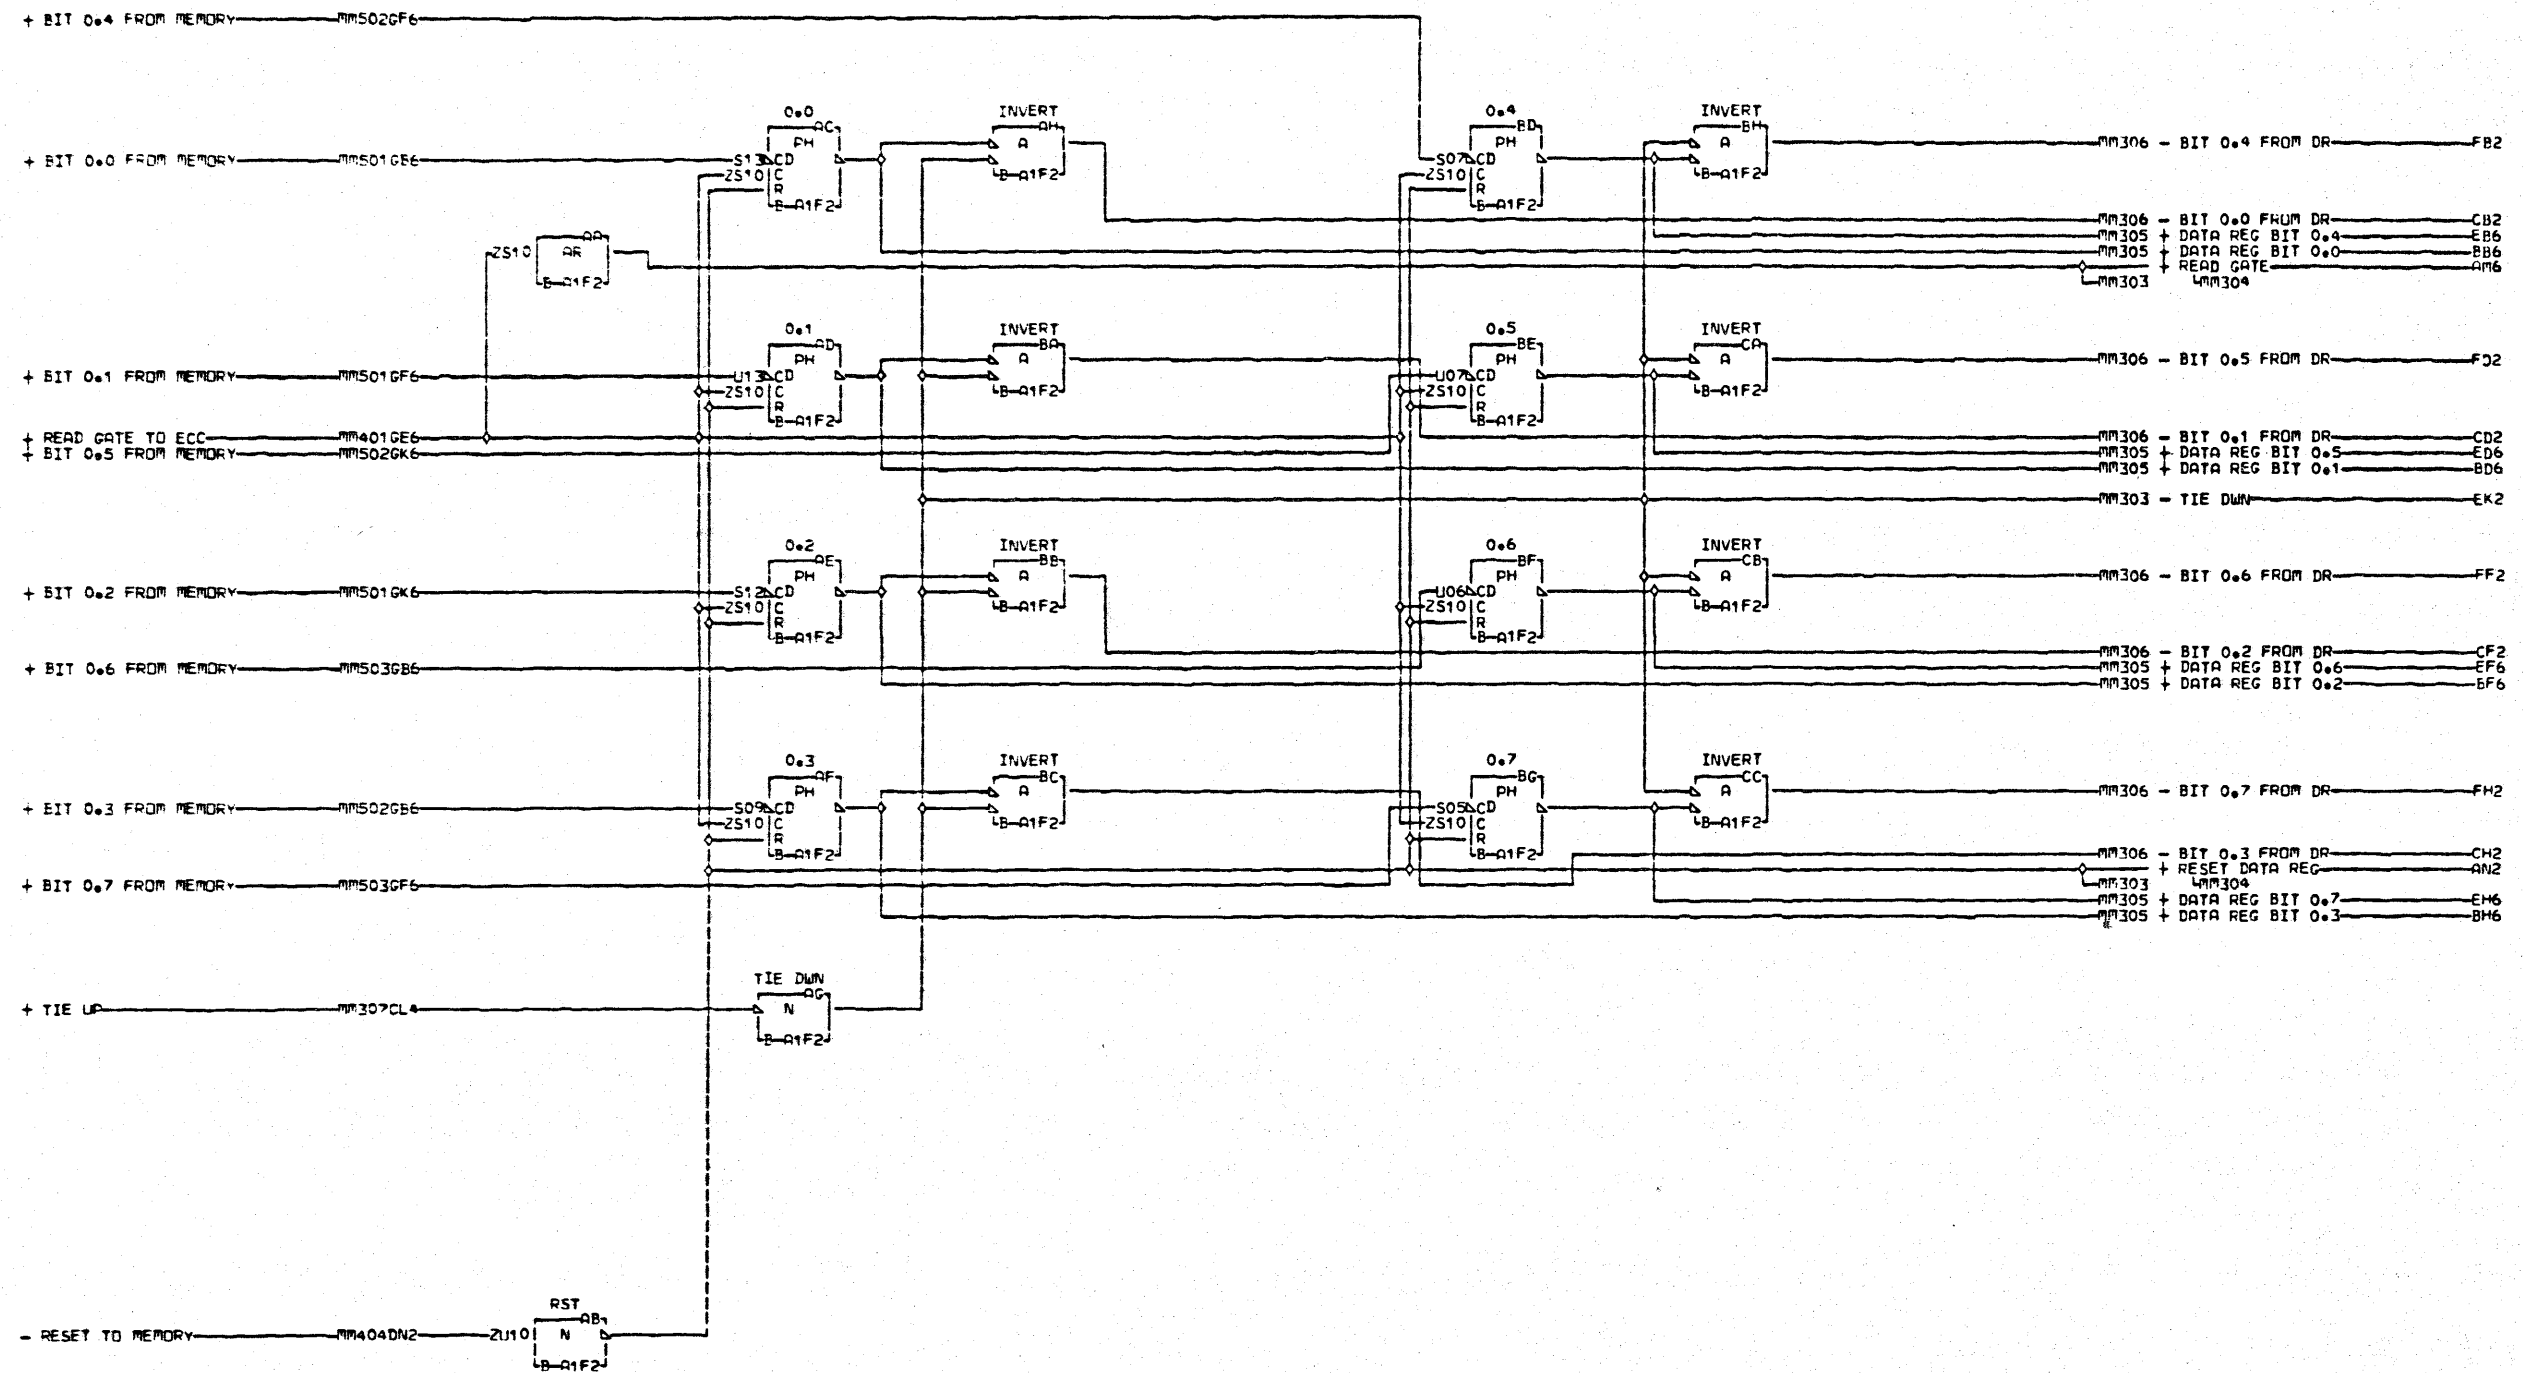 + BIT 0.4 FROM MEMORY MM502GF6
0.0 INVERT 0.4 INVERT
AC AH BD BH
PH A PH A MM306 - BIT 0.4 FROM DR FB2
+ BIT 0.0 FROM MEMORY MM501GB6 S13 CD S07 CD
ZS10 C B-A1F2 ZS10 C B-A1F2
R R
B-A1F2 B-A1F2
MM306 - BIT 0.0 FROM DR CB2
AA MM305 + DATA REG BIT 0.4 EB6
ZS10 AR MM305 + DATA REG BIT 0.0 BB6
+ READ GATE AM6
B-A1F2 MM303 MM304
0.1 INVERT 0.5 INVERT
AD BA BE CA
PH A PH A MM306 - BIT 0.5 FROM DR FD2
+ BIT 0.1 FROM MEMORY MM501GF6 U13 CD U07 CD
ZS10 C B-A1F2 ZS10 C B-A1F2
R R
B-A1F2 B-A1F2
+ READ GATE TO ECC MM401GE6 MM306 - BIT 0.1 FROM DR CD2
+ BIT 0.5 FROM MEMORY MM502GK6 MM305 + DATA REG BIT 0.5 ED6
MM305 + DATA REG BIT 0.1 BD6
MM303 - TIE DWN EK2
0.2 INVERT 0.6 INVERT
AE BB BF CB
PH A PH A MM306 - BIT 0.6 FROM DR FF2
+ BIT 0.2 FROM MEMORY MM501GK6 S12 CD U06 CD
ZS10 C B-A1F2 ZS10 C B-A1F2
R R
B-A1F2 B-A1F2
MM306 - BIT 0.2 FROM DR CF2
+ BIT 0.6 FROM MEMORY MM503GB6 MM305 + DATA REG BIT 0.6 EF6
MM305 + DATA REG BIT 0.2 BF6
0.3 INVERT 0.7 INVERT
AF BC BG CC
PH A PH A MM306 - BIT 0.7 FROM DR FH2
+ BIT 0.3 FROM MEMORY MM502GB6 S09 CD S05 CD
ZS10 C B-A1F2 ZS10 C B-A1F2
R R
B-A1F2 B-A1F2 MM306 - BIT 0.3 FROM DR CH2
+ RESET DATA REG AN2
+ BIT 0.7 FROM MEMORY MM503GF6 MM303 MM304
MM305 + DATA REG BIT 0.7 EH6
MM305 + DATA REG BIT 0.3 BH6
TIE DWN
AG
+ TIE UP MM307CL4 N
B-A1F2
RST
AB
- RESET TO MEMORY MM404DN2 ZU10 N
B-A1F2